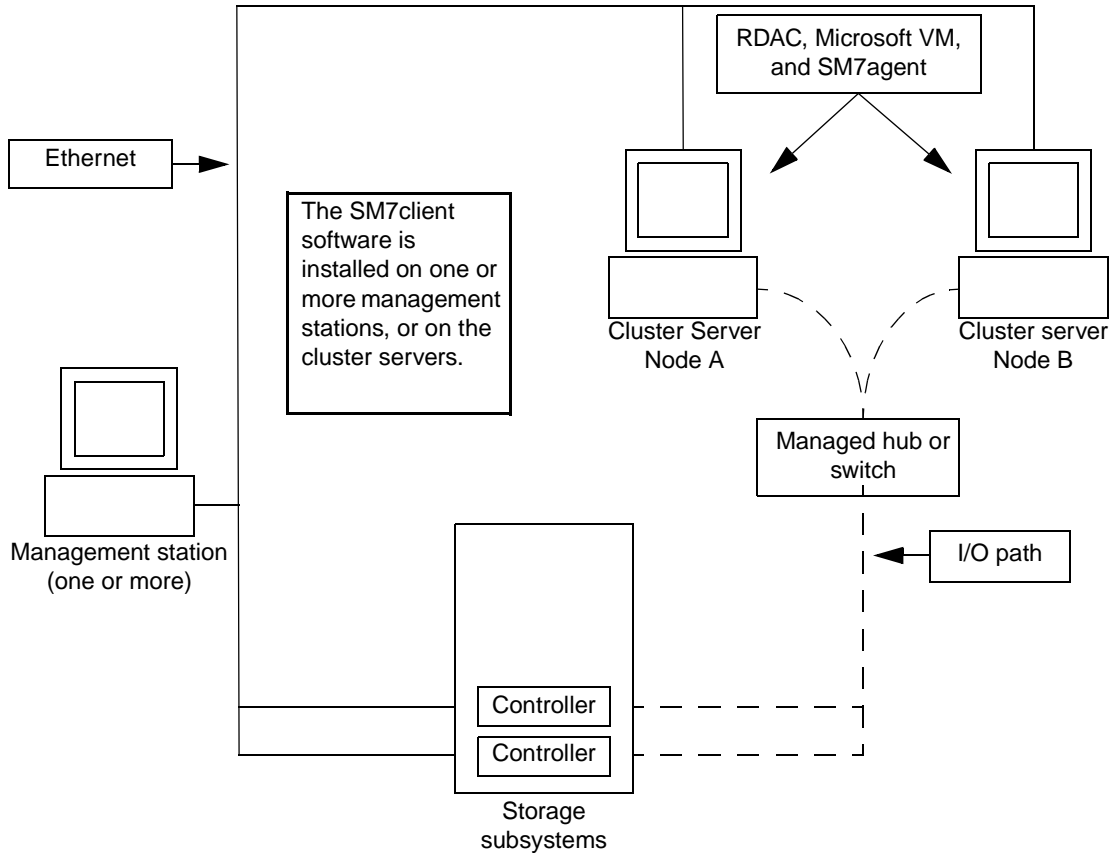 RDAC, Microsoft VM,
and SM7agent
Ethernet
The SM7client
software is
installed on one or
more management
stations, or on the
cluster servers.
Cluster Server
Node A
Cluster server
Node B
Managed hub or
switch
Management station
(one or more)
I/O path
Controller
Controller
Storage
subsystems